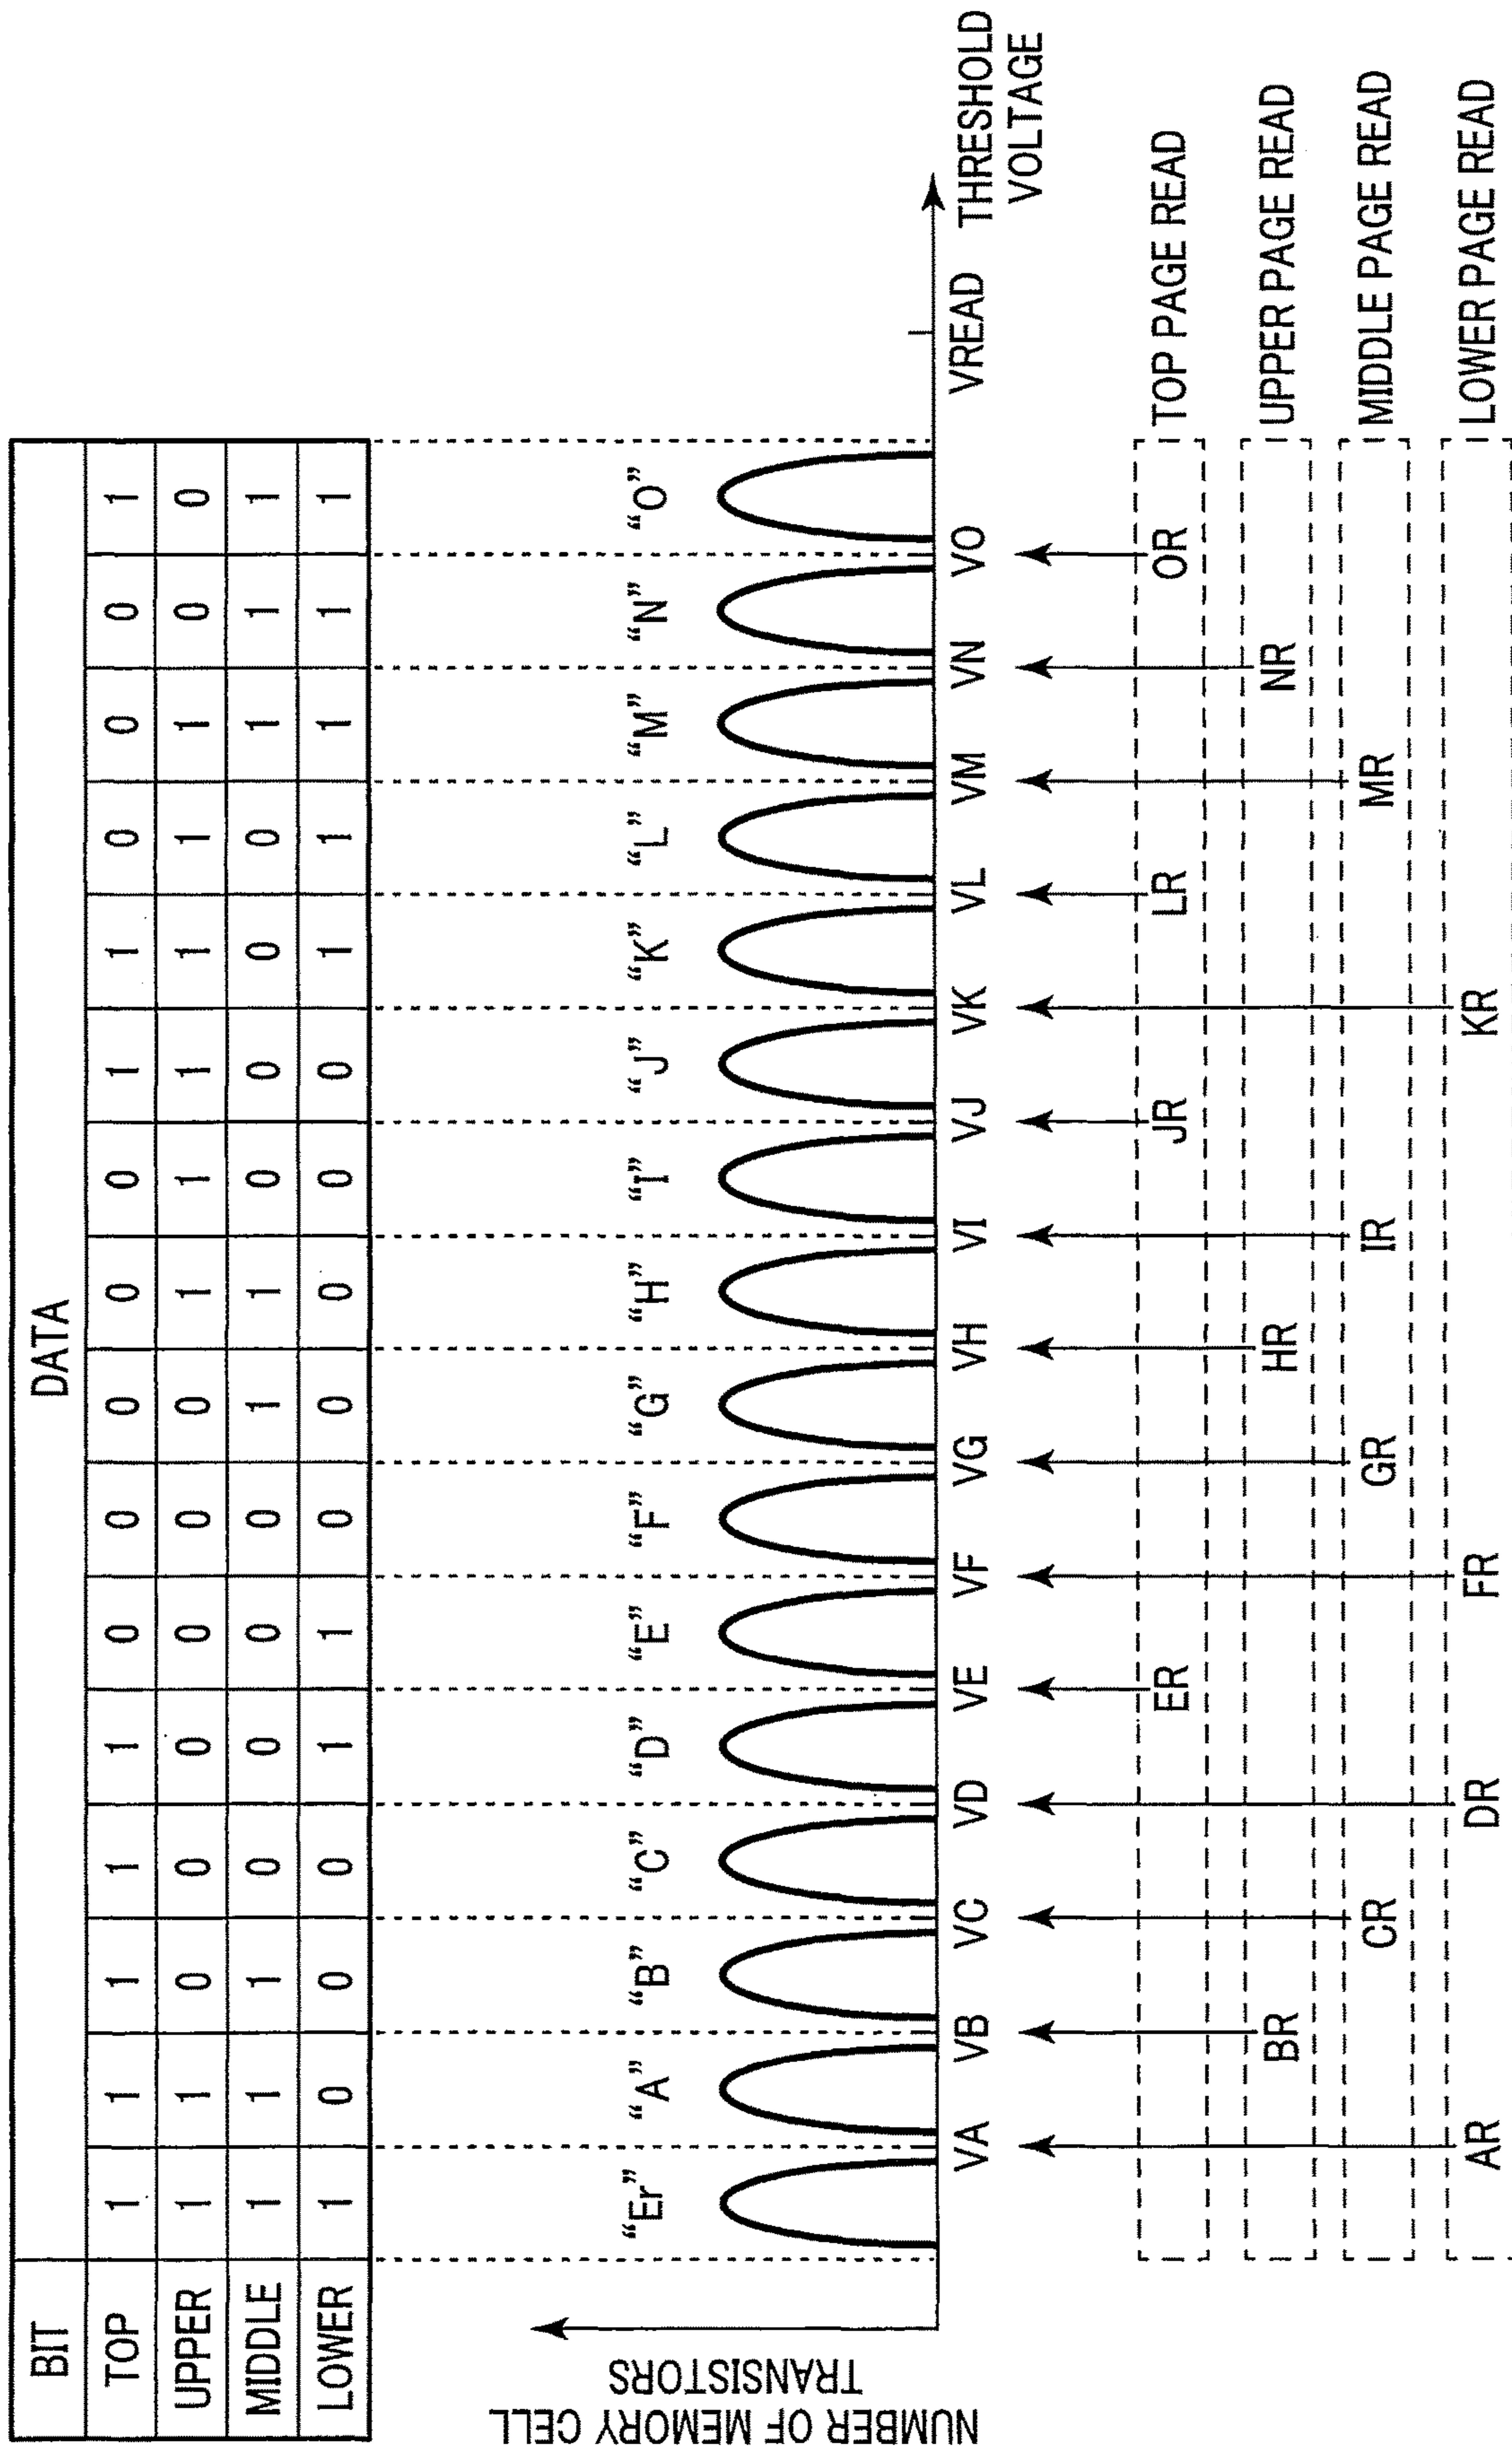 BIT DATA
TOP 1 1 1 1 1 0 0 0 0 0 1 1 0 0 0 1
UPPER 1 1 0 0 0 0 0 0 1 1 1 1 1 1 0 0
MIDDLE 1 1 1 0 0 0 0 1 1 0 0 0 0 1 1 1
LOWER 1 0 0 0 1 1 0 0 0 0 0 1 1 1 1 1
NUMBER OF MEMORY CELL
TRANSISTORS
“Er” “A” “B” “C” “D” “E” “F” “G” “H” “I” “J” “K” “L” “M” “N” “O”
VA VB VC VD VE VF VG VH VI VJ VK VL VM VN VO VREAD THRESHOLD
VOLTAGE
ER JR LR OR TOP PAGE READ
BR HR NR UPPER PAGE READ
CR GR IR MR MIDDLE PAGE READ
AR DR FR KR LOWER PAGE READ